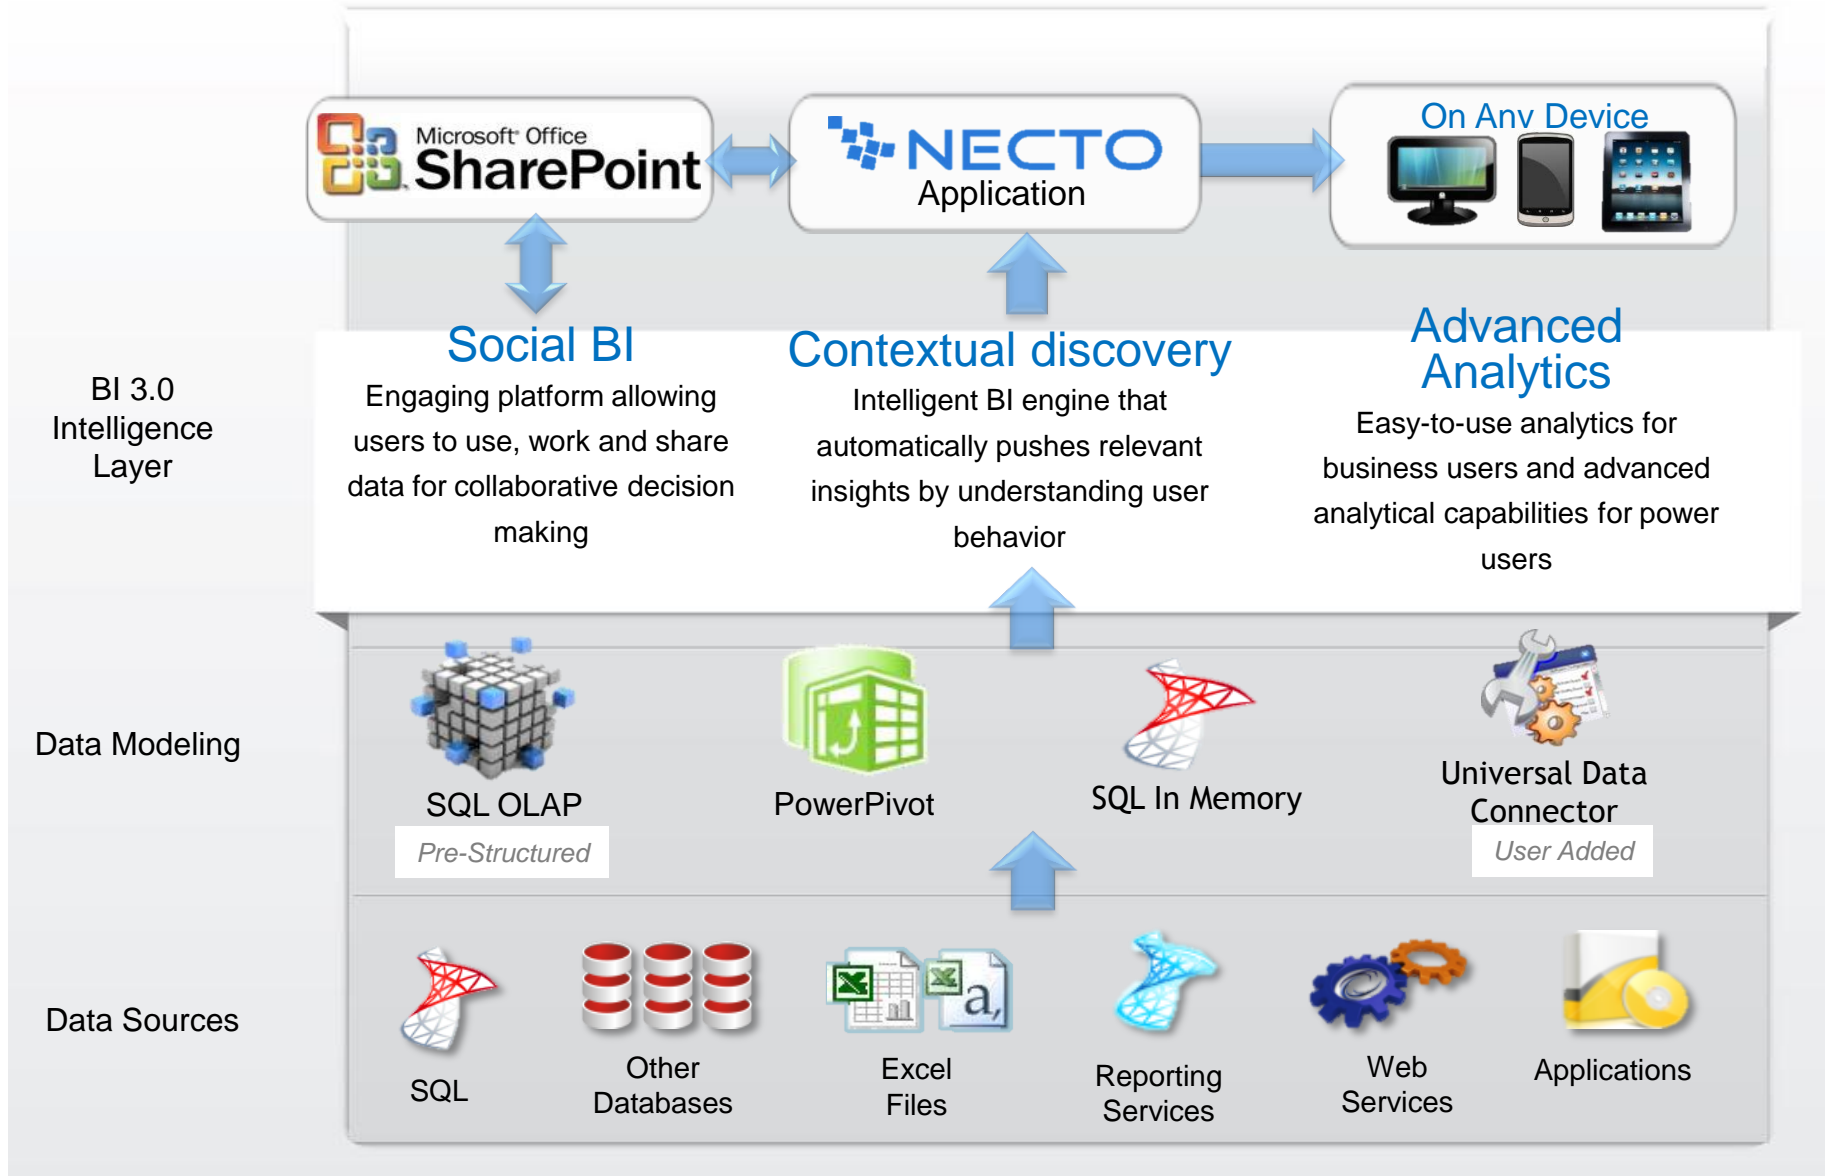 Microsoft Office
SharePoint
NECTO
Application
On Any Device
BI 3.0
Intelligence
Layer
Social BI
Engaging platform allowing
users to use, work and share
data for collaborative decision
making
Contextual discovery
Intelligent BI engine that
automatically pushes relevant
insights by understanding user
behavior
Advanced
Analytics
Easy-to-use analytics for
business users and advanced
analytical capabilities for power
users
Data Modeling
SQL OLAP
Pre-Structured
PowerPivot
SQL In Memory
Universal Data
Connector
User Added
Data Sources
SQL
Other
Databases
a,
Excel
Files
Reporting
Services
Web
Services
Applications